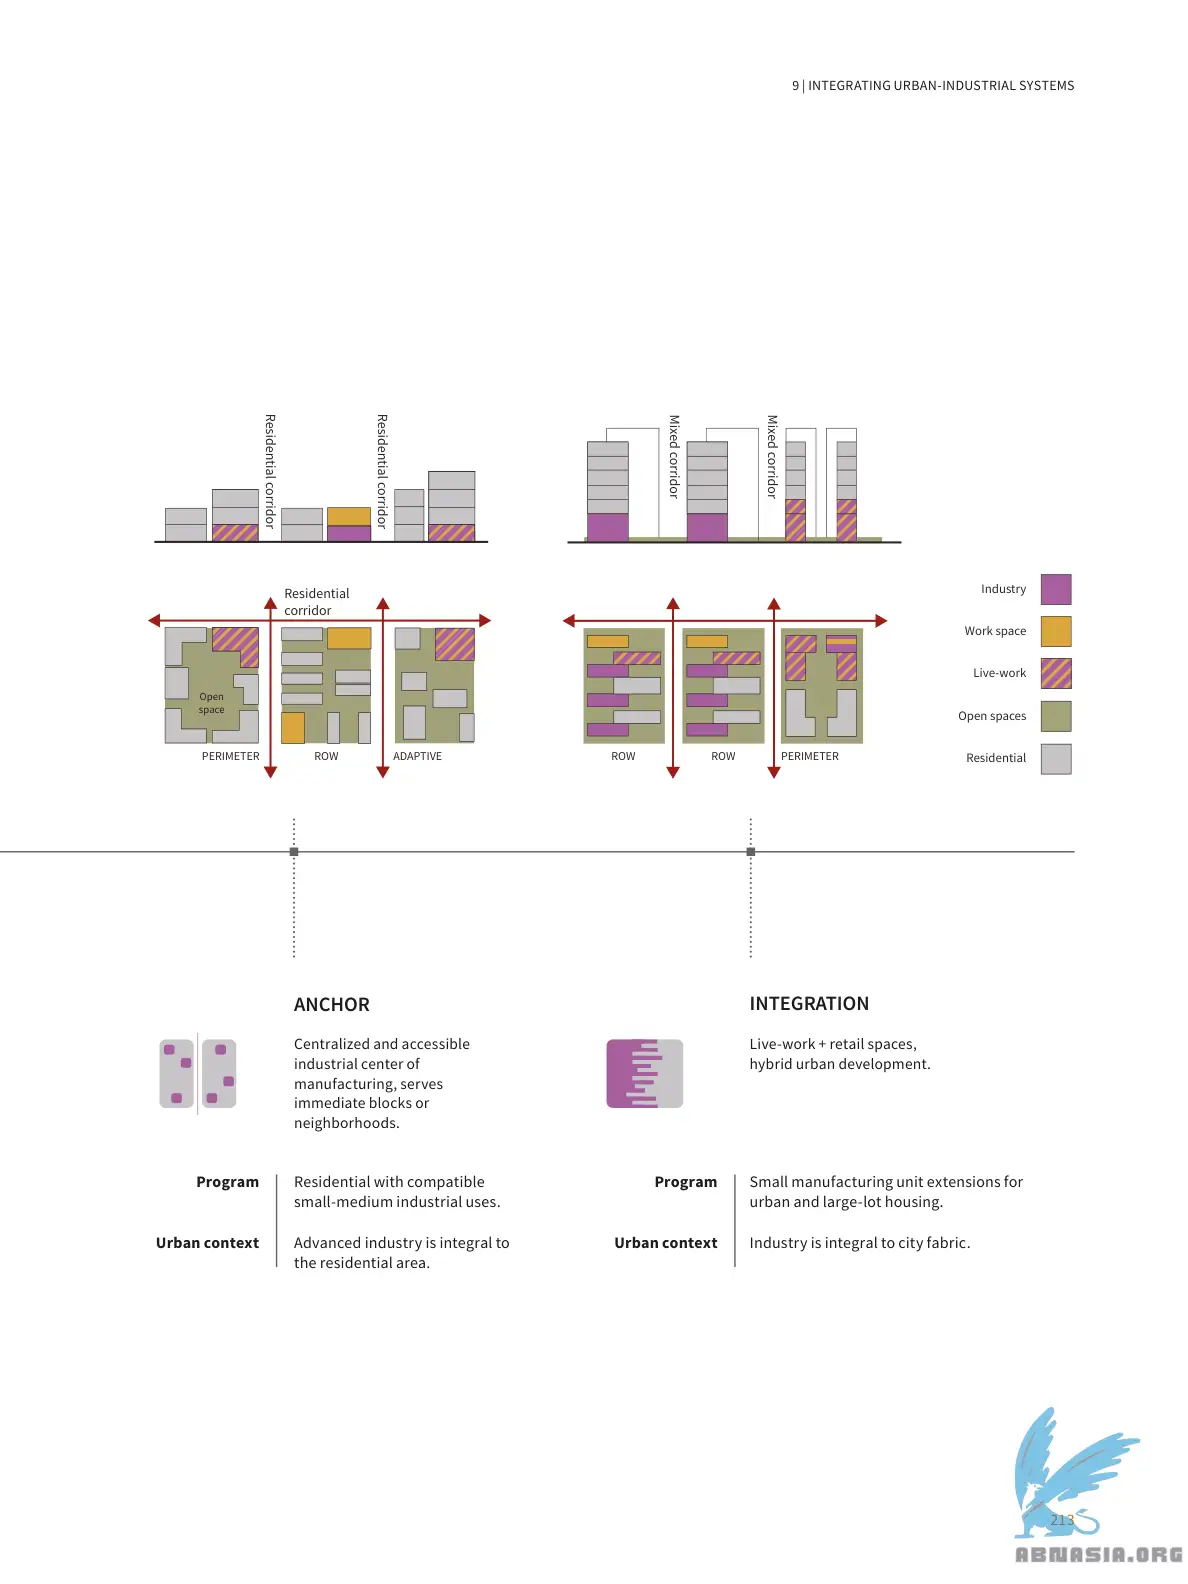 9 | INTEGRATING URBAN-INDUSTRIAL SYSTEMS
Residential corridor
Residential corridor
Mixed corridor
Mixed corridor
Residential
corridor
Open
space
PERIMETER
ROW
ADAPTIVE
ROW
ROW
PERIMETER
Industry
Work space
Live-work
Open spaces
Residential
ANCHOR
Centralized and accessible
industrial center of
manufacturing, serves
immediate blocks or
neighborhoods.
Program
Residential with compatible
small-medium industrial uses.
Urban context
Advanced industry is integral to
the residential area.
INTEGRATION
Live-work + retail spaces,
hybrid urban development.
Program
Small manufacturing unit extensions for
urban and large-lot housing.
Urban context
Industry is integral to city fabric.
213
ABNASIA.ORG